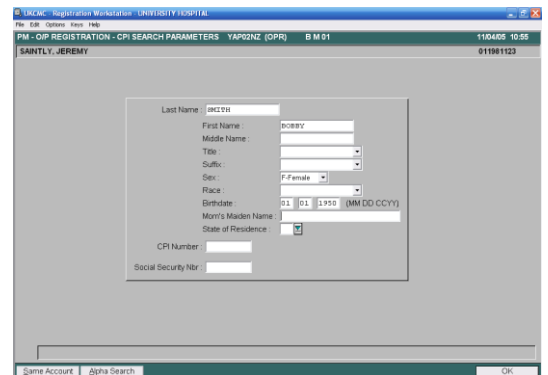 UKCMC - Registration Workstation - UNIVERSITY HOSPITAL
File Edit Options Keys Help
PM - O/P REGISTRATION - CPI SEARCH PARAMETERS YAP02NZ (OPR) B M 01 11/04/05 10:55
SAINTLY, JEREMY 011961123
Last Name : SMITH
First Name : BOBBY
Middle Name :
Title :
Suffix :
Sex : F-Female
Race :
Birthdate : 01 01 1950 (MM DD CCYY)
Mom's Maiden Name :
State of Residence :
CPI Number :
Social Security Nbr :
Same Account Alpha Search OK